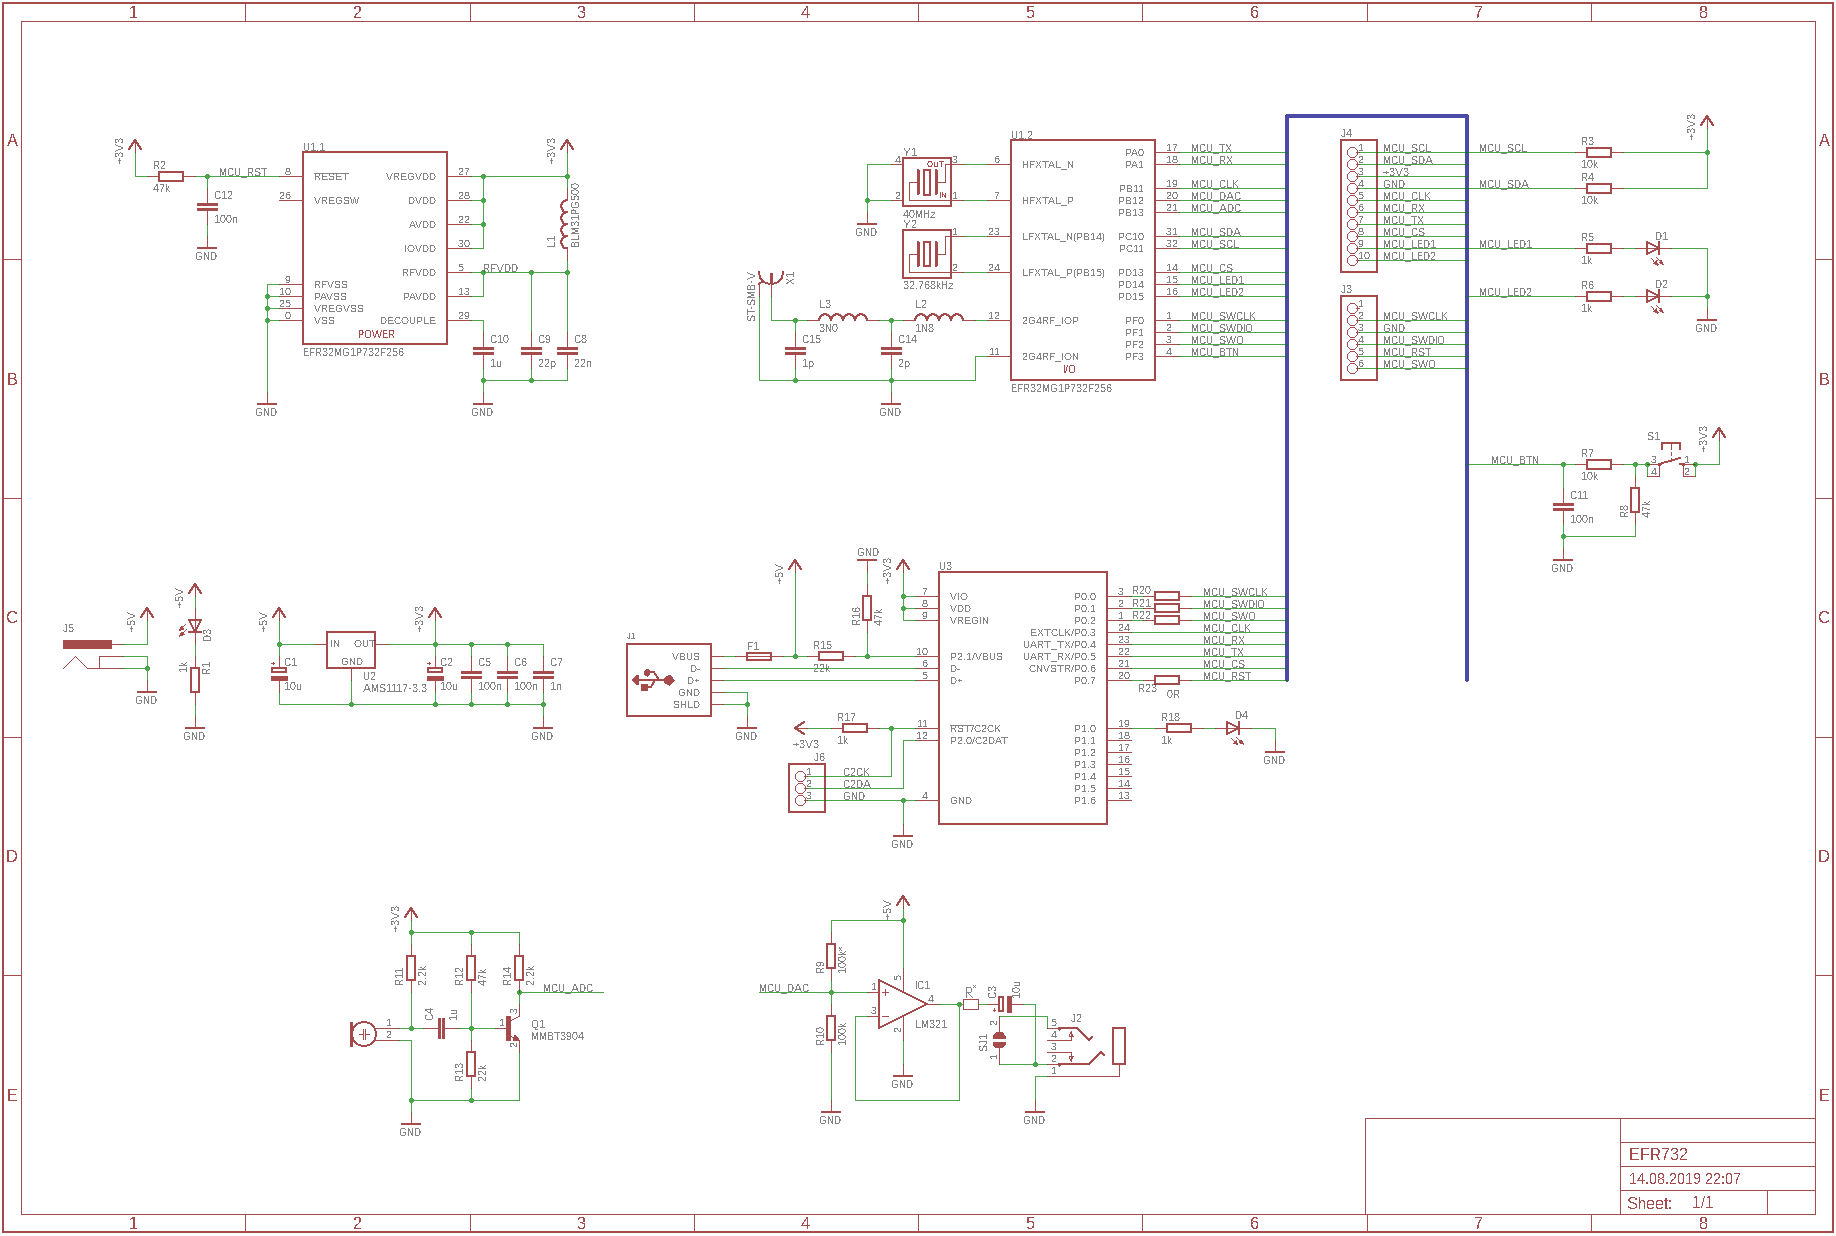 1 2 3 4 5 6 7 8
A A
B B
C C
D D
E E
+3V3
R2
47k
MCU_RST
C12
100n
GND
U1.1
8 RESET VREGVDD 27
26 VREGSW DVDD 28
AVDD 22
IOVDD 30
RFVDD 5
9 RFVSS
10 PAVSS PAVDD 13
25 VREGVSS
0 VSS DECOUPLE 29
POWER
EFR32MG1P732F256
GND
+3V3
L1
BLM31PG500
RFVDD
C10
1u
C9
22p
C8
22n
GND
Y1
4 OUT 3
2 IN 1
40MHz
GND
Y2
1
2
32.768kHz
ST-SMB-V
X1
L3
3N0
L2
1N8
C15
1p
C14
2p
GND
U1.2
6 HFXTAL_N
7 HFXTAL_P
23 LFXTAL_N(PB14)
24 LFXTAL_P(PB15)
12 2G4RF_IOP
11 2G4RF_ION
I/O
EFR32MG1P732F256
PA0 17 MCU_TX
PA1 18 MCU_RX
PB11 19 MCU_CLK
PB12 20 MCU_DAC
PB13 21 MCU_ADC
PC10 31 MCU_SDA
PC11 32 MCU_SCL
PD13 14 MCU_CS
PD14 15 MCU_LED1
PD15 16 MCU_LED2
PF0 1 MCU_SWCLK
PF1 2 MCU_SWDIO
PF2 3 MCU_SWO
PF3 4 MCU_BTN
J4
1 MCU_SCL
2 MCU_SDA
3 +3V3
4 GND
5 MCU_CLK
6 MCU_RX
7 MCU_TX
8 MCU_CS
9 MCU_LED1
10 MCU_LED2
J3
1
2 MCU_SWCLK
3 GND
4 MCU_SWDIO
5 MCU_RST
6 MCU_SWO
MCU_SCL
R3
10k
+3V3
MCU_SDA
R4
10k
MCU_LED1
R5
1k
D1
MCU_LED2
R6
1k
D2
GND
MCU_BTN
R7
10k
S1
3 1
4 2
+3V3
C11
100n
R8
47k
GND
J5
+5V
GND
+5V
D3
1k
R1
GND
+5V
C1
10u
IN OUT
GND
U2
AMS1117-3.3
+3V3
C2
10u
C5
100n
C6
100n
C7
1n
GND
J1
VBUS
D-
D+
GND
SHLD
GND
F1
+5V
R15
22k
GND
R16
47k
+3V3
U3
7 VIO
8 VDD
9 VREGIN
10 P2.1/VBUS
6 D-
5 D+
11 RST/C2CK
12 P2.0/C2DAT
4 GND
P0.0 3 R20 MCU_SWCLK
P0.1 2 R21 MCU_SWDIO
P0.2 1 R22 MCU_SWO
EXTCLK/P0.3 24 MCU_CLK
UART_TX/P0.4 23 MCU_RX
UART_RX/P0.5 22 MCU_TX
CNVSTR/P0.6 21 MCU_CS
P0.7 20 MCU_RST
R23
0R
P1.0 19
P1.1 18
P1.2 17
P1.3 16
P1.4 15
P1.5 14
P1.6 13
R18
1k
D4
GND
+3V3
R17
1k
J6
1 C2CK
2 C2DA
3 GND
GND
+3V3
R11
2.2k
R12
47k
R14
2.2k
MCU_ADC
1
2
C4
1u
1
3
2
Q1
MMBT3904
R13
22k
GND
+5V
R9
100k*
MCU_DAC
R10
100k
GND
IC1
1 +
3 -
5
4
2
LM321
GND
R*
C3
10u
SJ1
2
1
J2
5
4
3
2
1
GND
EFR732
14.08.2019 22:07
Sheet: 1/1
1 2 3 4 5 6 7 8